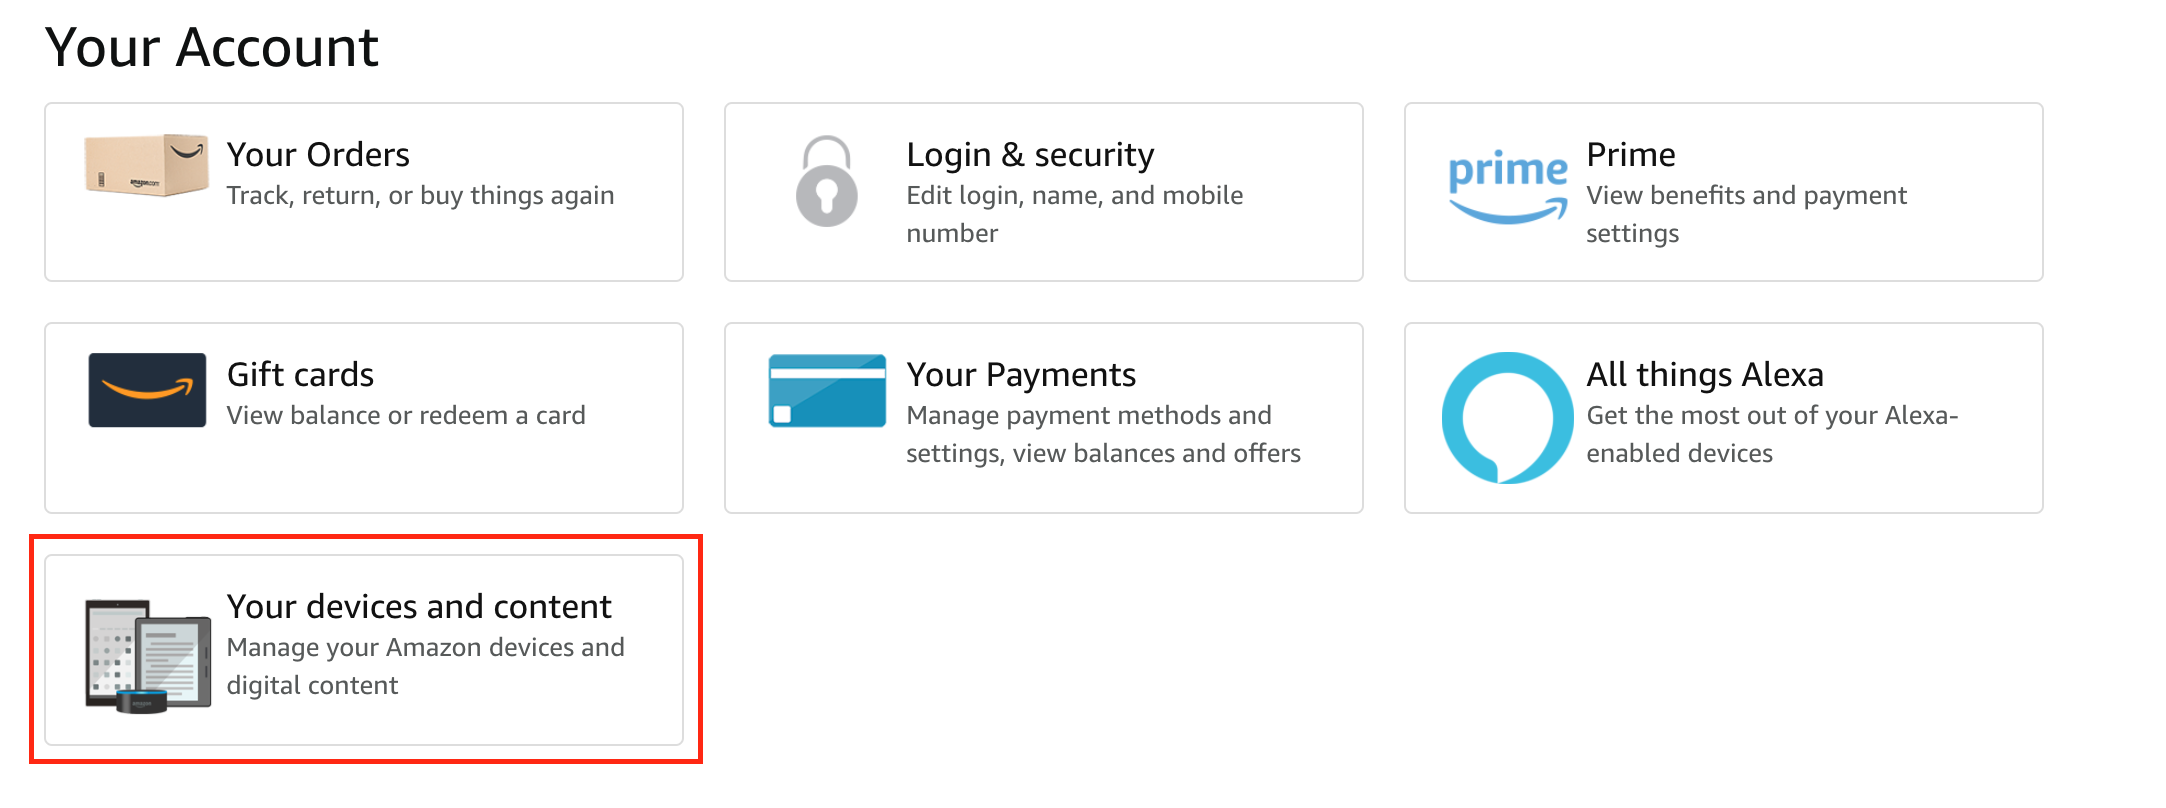 Your Account
Your Orders
Track, return, or buy things again
Login & security
Edit login, name, and mobile
number
prime
Prime
View benefits and payment
settings
Gift cards
View balance or redeem a card
Your Payments
Manage payment methods and
settings, view balances and offers
All things Alexa
Get the most out of your Alexa-
enabled devices
Your devices and content
Manage your Amazon devices and
digital content
amazon.com
amazon